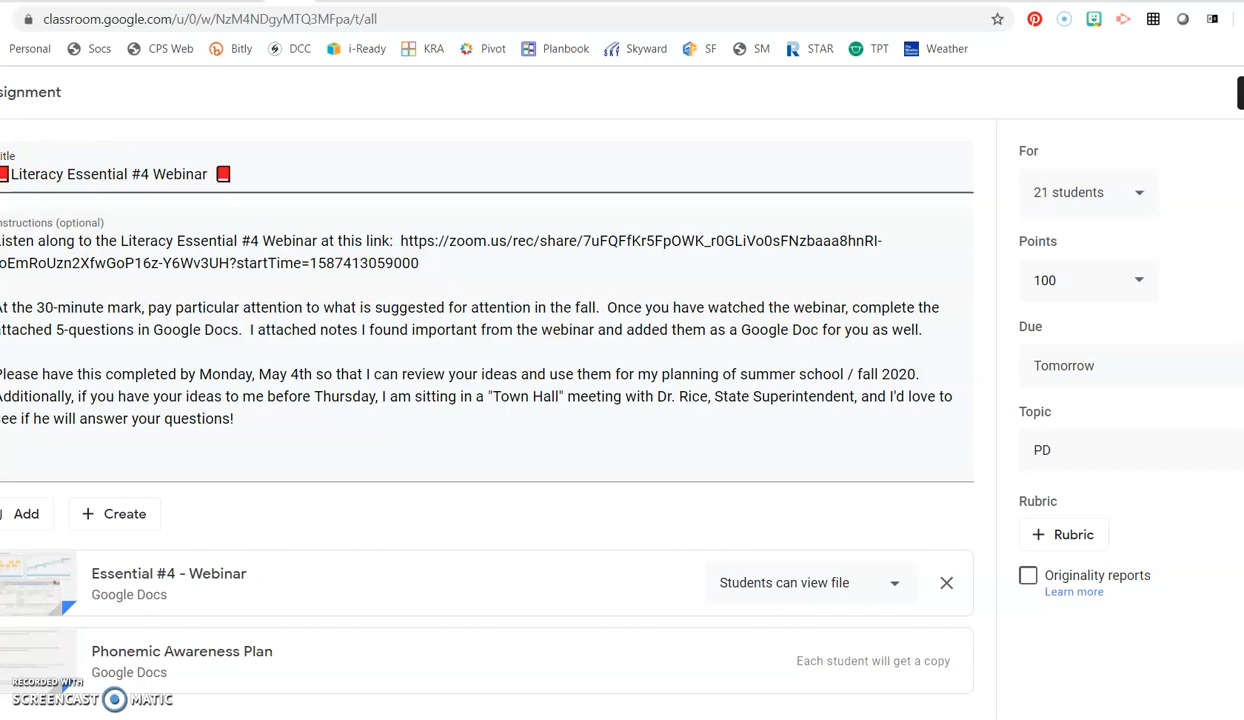 classroom.google.com/u/0/w/NzM4NDgyMTQ3MFpa/t/all
Personal Socs CPS Web Bitly DCC i-Ready KRA Pivot Planbook Skyward SF SM STAR TPT Weather
signment
itle
Literacy Essential #4 Webinar
nstructions (optional)
isten along to the Literacy Essential #4 Webinar at this link: https://zoom.us/rec/share/7uFQFfKr5FpOWK_r0GLiVo0sFNzbaaa8hnRI-
oEmRoUzn2XfwGoP16z-Y6Wv3UH?startTime=1587413059000
At the 30-minute mark, pay particular attention to what is suggested for attention in the fall. Once you have watched the webinar, complete the
attached 5-questions in Google Docs. I attached notes I found important from the webinar and added them as a Google Doc for you as well.
Please have this completed by Monday, May 4th so that I can review your ideas and use them for my planning of summer school / fall 2020.
Additionally, if you have your ideas to me before Thursday, I am sitting in a "Town Hall" meeting with Dr. Rice, State Superintendent, and I'd love to
see if he will answer your questions!
Add
Create
Essential #4 - Webinar
Google Docs
Students can view file
Phonemic Awareness Plan
Google Docs
Each student will get a copy
For
21 students
Points
100
Due
Tomorrow
Topic
PD
Rubric
Rubric
Originality reports
Learn more
RECORDED WITH
SCREENCAST MATIC